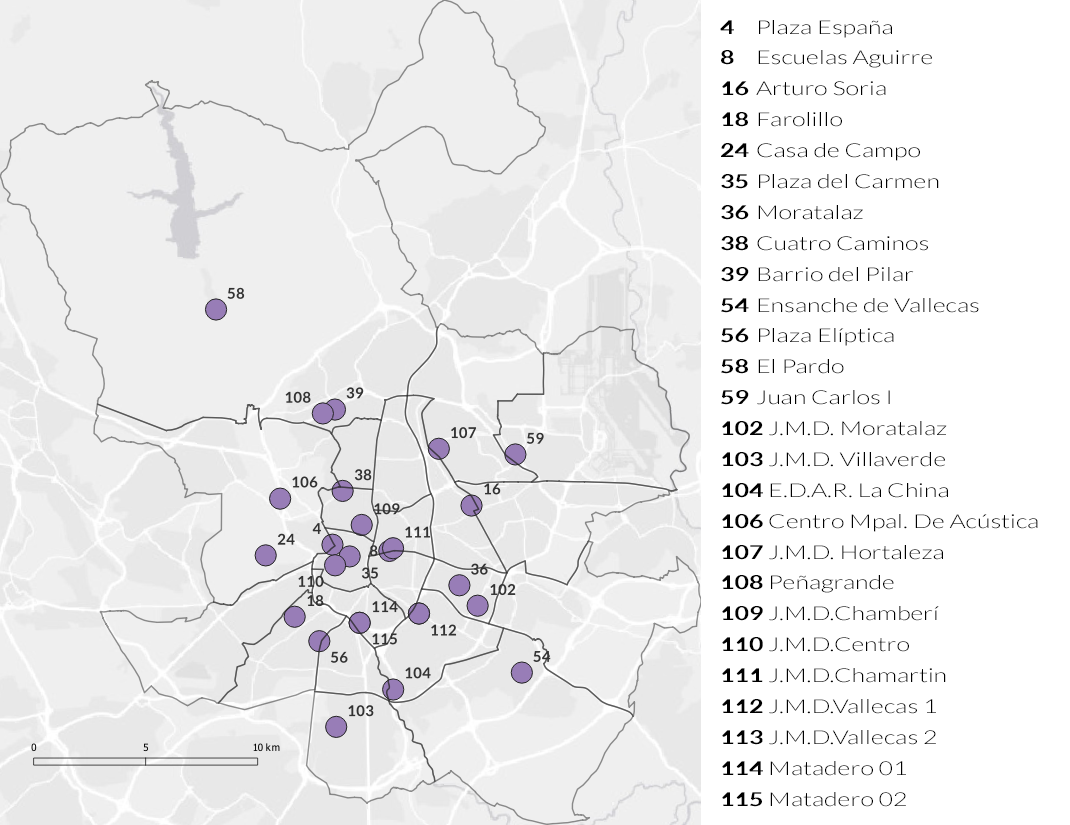 58
108
39
107
59
106
38
16
109
4
111
24
8
35
36
110
102
18
114
115
112
56
54
104
103
0 5 10 km
4 Plaza España
8 Escuelas Aguirre
16 Arturo Soria
18 Farolillo
24 Casa de Campo
35 Plaza del Carmen
36 Moratalaz
38 Cuatro Caminos
39 Barrio del Pilar
54 Ensanche de Vallecas
56 Plaza Elíptica
58 El Pardo
59 Juan Carlos I
102 J.M.D. Moratalaz
103 J.M.D. Villaverde
104 E.D.A.R. La China
106 Centro Mpal. De Acústica
107 J.M.D. Hortaleza
108 Peñagrande
109 J.M.D.Chamberí
110 J.M.D.Centro
111 J.M.D.Chamartin
112 J.M.D.Vallecas 1
113 J.M.D.Vallecas 2
114 Matadero 01
115 Matadero 02